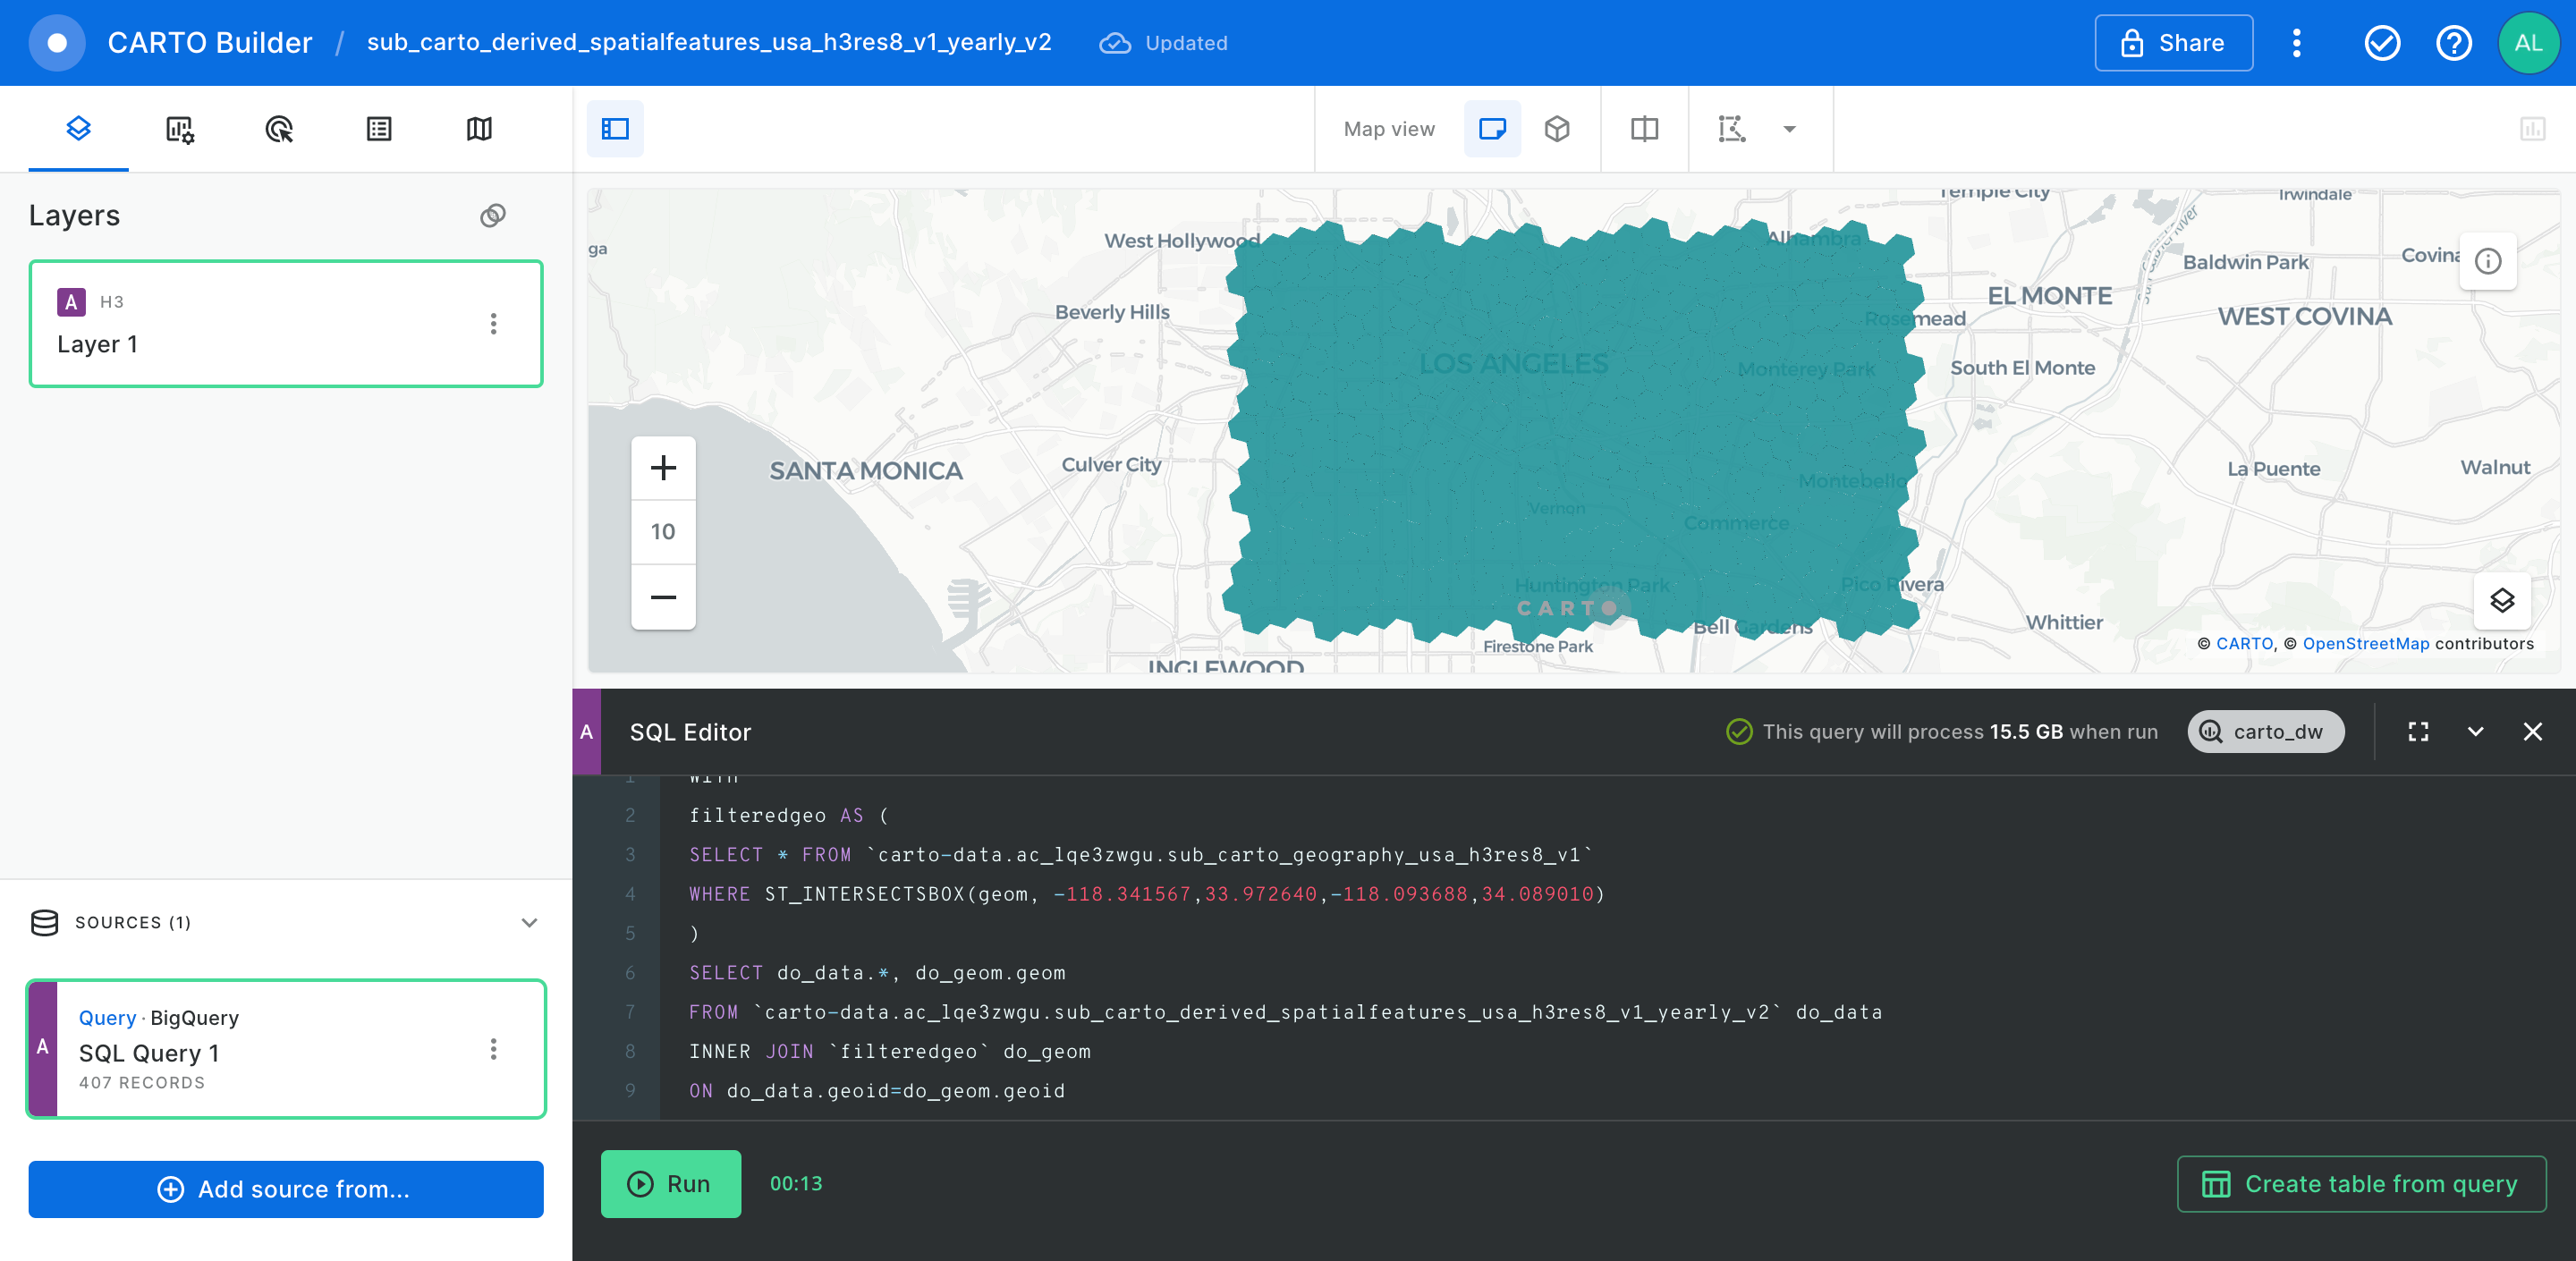 CARTO Builder / sub_carto_derived_spatialfeatures_usa_h3res8_v1_yearly_v2 Updated
Share
AL
Map view
Layers
A H3
Layer 1
SOURCES (1)
A
Query · BigQuery
SQL Query 1
407 RECORDS
Add source from...
Temple City
Irwindale
San Gabriel River
ga
West Hollywood
Alhambra
Baldwin Park
Covina
Beverly Hills
EL MONTE
Rosemead
WEST COVINA
LOS ANGELES
Monterey Park
South El Monte
SANTA MONICA
Culver City
Montebello
La Puente
Walnut
Vernon
Commerce
Huntington Park
Pico Rivera
CARTO
Bell Gardens
Whittier
Firestone Park
INGLEWOOD
+
10
−
© CARTO, © OpenStreetMap contributors
A SQL Editor
This query will process 15.5 GB when run
carto_dw
1 WITH
2 filteredgeo AS (
3 SELECT * FROM `carto-data.ac_lqe3zwgu.sub_carto_geography_usa_h3res8_v1`
4 WHERE ST_INTERSECTSBOX(geom, -118.341567,33.972640,-118.093688,34.089010)
5 )
6 SELECT do_data.*, do_geom.geom
7 FROM `carto-data.ac_lqe3zwgu.sub_carto_derived_spatialfeatures_usa_h3res8_v1_yearly_v2` do_data
8 INNER JOIN `filteredgeo` do_geom
9 ON do_data.geoid=do_geom.geoid
Run 00:13
Create table from query